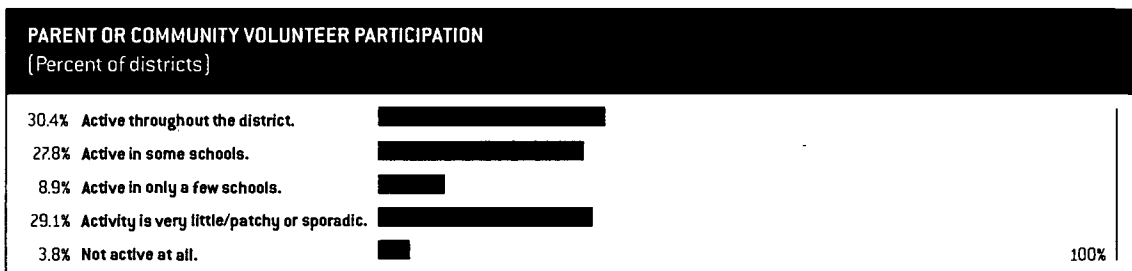 PARENT OR COMMUNITY VOLUNTEER PARTICIPATION
(Percent of districts)
30.4% Active throughout the district.
27.8% Active in some schools.
8.9% Active in only a few schools.
29.1% Activity is very little/patchy or sporadic.
3.8% Not active at all.
100%